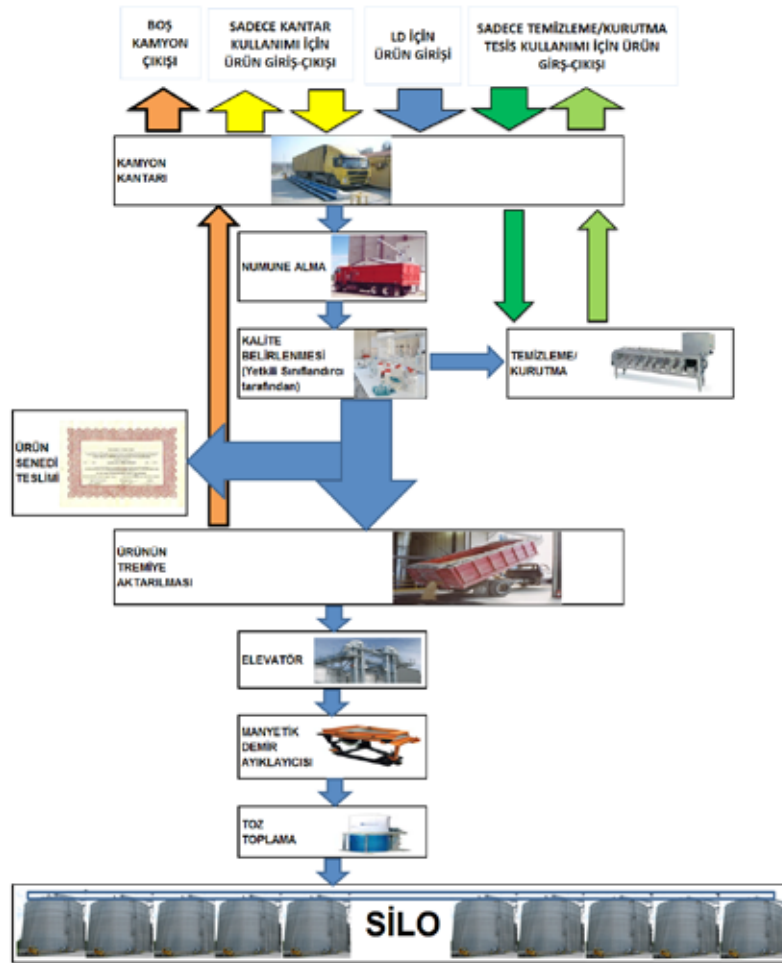 BOŞ
KAMYON
ÇIKIŞI
SADECE KANTAR
KULLANIMI İÇİN
ÜRÜN GİRİŞ-ÇIKIŞI
LD İÇİN
ÜRÜN GİRİŞİ
SADECE TEMİZLEME/KURUTMA
TESİS KULLANIMI İÇİN ÜRÜN
GİRŞ-ÇIKIŞI
KAMYON
KANTARI
NUMUNE ALMA
KALİTE
BELİRLENMESİ
(Yetkili Sınıflandırıcı
tarafından)
TEMİZLEME/
KURUTMA
ÜRÜN
SENEDİ
TESLİMİ
ÜRÜNÜN
TREMİYE
AKTARILMASI
ELEVATÖR
MANYETİK
DEMİR
AYIKLAYICISI
TOZ
TOPLAMA
SİLO